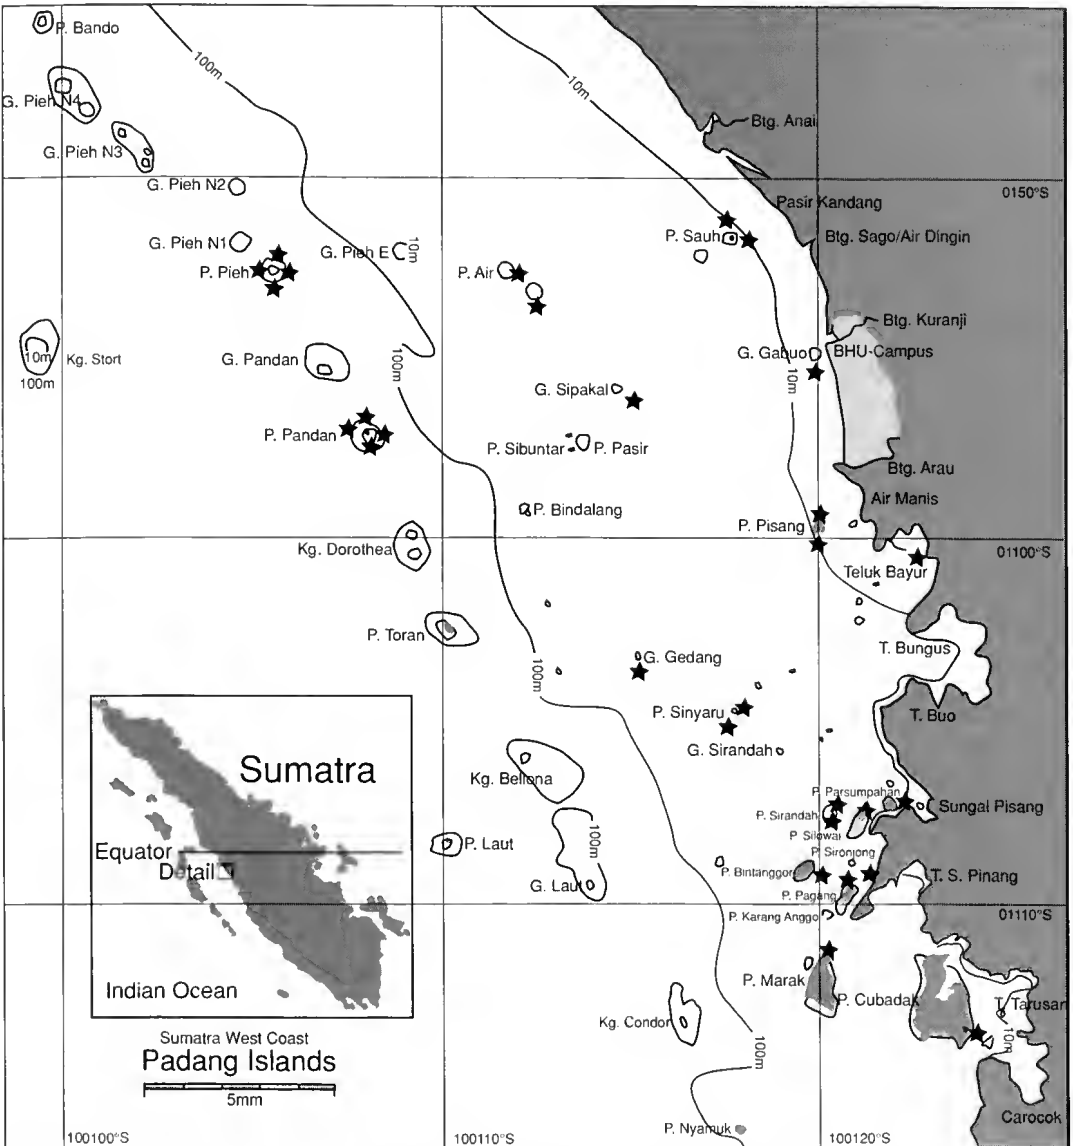 P. Bando
100m
10m
G. Pieh N4
Btg. Anai
G. Pieh N3
G. Pieh N2
0150°S
Pasir Kandang
G. Pieh N1
G. Pieh E
10m
P. Sauh
Btg. Sago/Air Dingin
P. Pieh
P. Air
Btg. Kuranji
10m
Kg. Stort
100m
G. Pandan
100m
G. Gabuo
BHU-Campus
10m
G. Sipakal
P. Pandan
P. Sibuntar
P. Pasir
Btg. Arau
Air Manis
P. Bindalang
P. Pisang
Kg. Dorothea
01100°S
Teluk Bayur
P. Toran
T. Bungus
G. Gedang
100m
P. Sinyaru
T. Buo
G. Sirandah
Sumatra
Kg. Bellona
P. Parsumpahan
Sungai Pisang
P. Sirandah
P. Silowai
100m
P. Laut
P. Sironjong
Equator
Detail
P. Bintanggor
T. S. Pinang
G. Laut
P. Pagang
P. Karang Anggo
01110°S
P. Marak
Indian Ocean
P. Cubadak
T. Tarusan
Kg. Condor
10m
100m
Sumatra West Coast
Padang Islands
5mm
Carocok
P. Nyamuk
100100°S
100110°S
100120°S